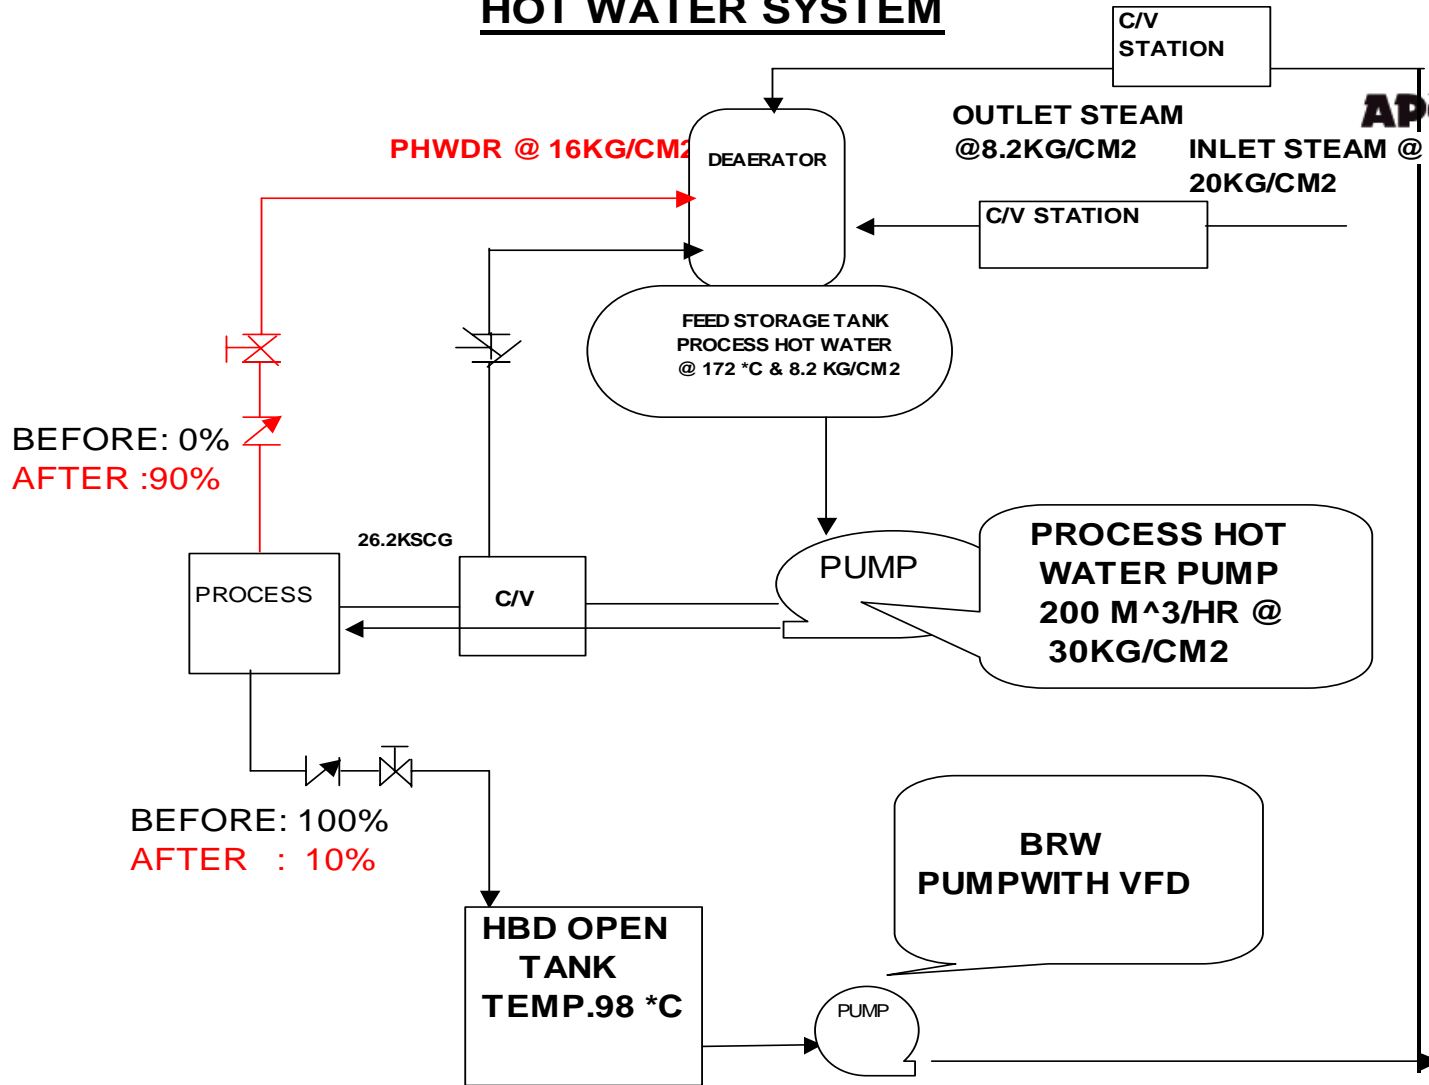 HOT WATER SYSTEM
C/V
STATION
AP
OUTLET STEAM
@8.2KG/CM2
INLET STEAM @
20KG/CM2
PHWDR @ 16KG/CM2
DEAERATOR
C/V STATION
FEED STORAGE TANK
PROCESS HOT WATER
@ 172 *C & 8.2 KG/CM2
BEFORE: 0%
AFTER :90%
26.2KSCG
PROCESS
C/V
PUMP
PROCESS HOT
WATER PUMP
200 M^3/HR @
30KG/CM2
BEFORE: 100%
AFTER : 10%
BRW
PUMPWITH VFD
HBD OPEN
TANK
TEMP.98 *C
PUMP